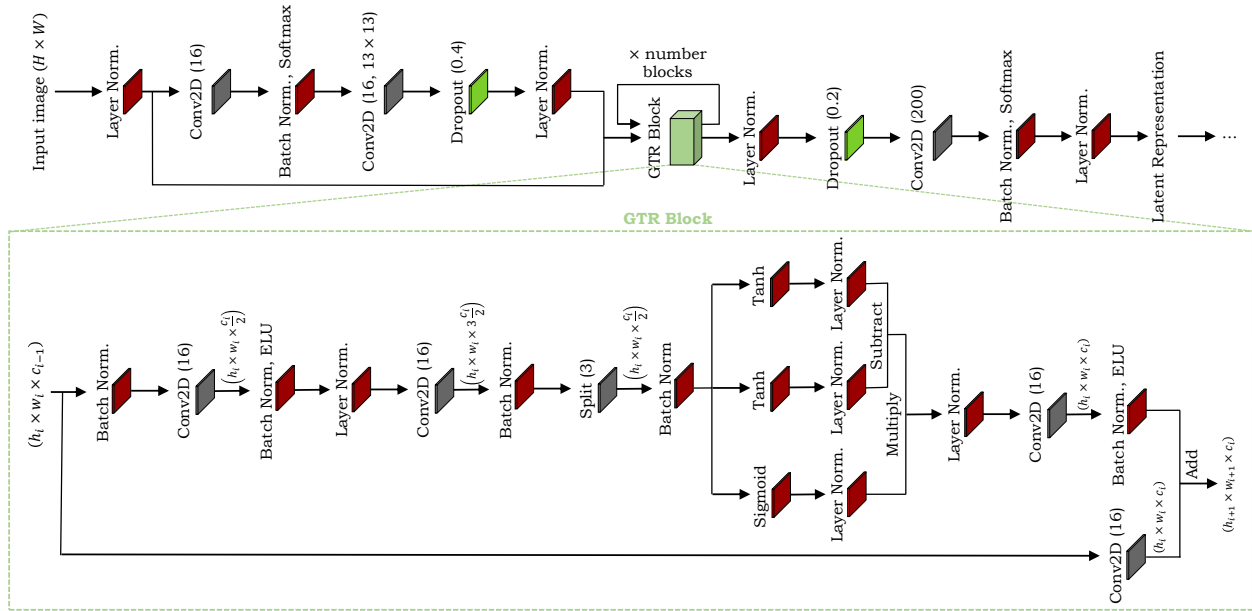 Input image (H × W)
Layer Norm.
Conv2D (16)
Batch Norm., Softmax
Conv2D (16, 13 × 13)
Dropout (0.4)
Layer Norm.
× number
blocks
GTR Block
Layer Norm.
Dropout (0.2)
Conv2D (200)
Batch Norm., Softmax
Layer Norm.
Latent Representation
...
GTR Block
(h_i × w_i × c_{i−1})
Batch Norm.
Conv2D (16)
(h_i × w_i × c_i/2)
Batch Norm, ELU
Layer Norm.
Conv2D (16)
(h_i × w_i × 3 c_i/2)
Batch Norm.
Split (3)
(h_i × w_i × c_i/2)
Batch Norm
Tanh
Layer Norm.
Tanh
Layer Norm.
Sigmoid
Layer Norm.
Subtract
Multiply
Layer Norm.
Conv2D (16)
(h_i × w_i × c_i)
Batch Norm., ELU
Conv2D (16)
(h_i × w_i × c_i)
Add
(h_{i+1} × w_{i+1} × c_i)